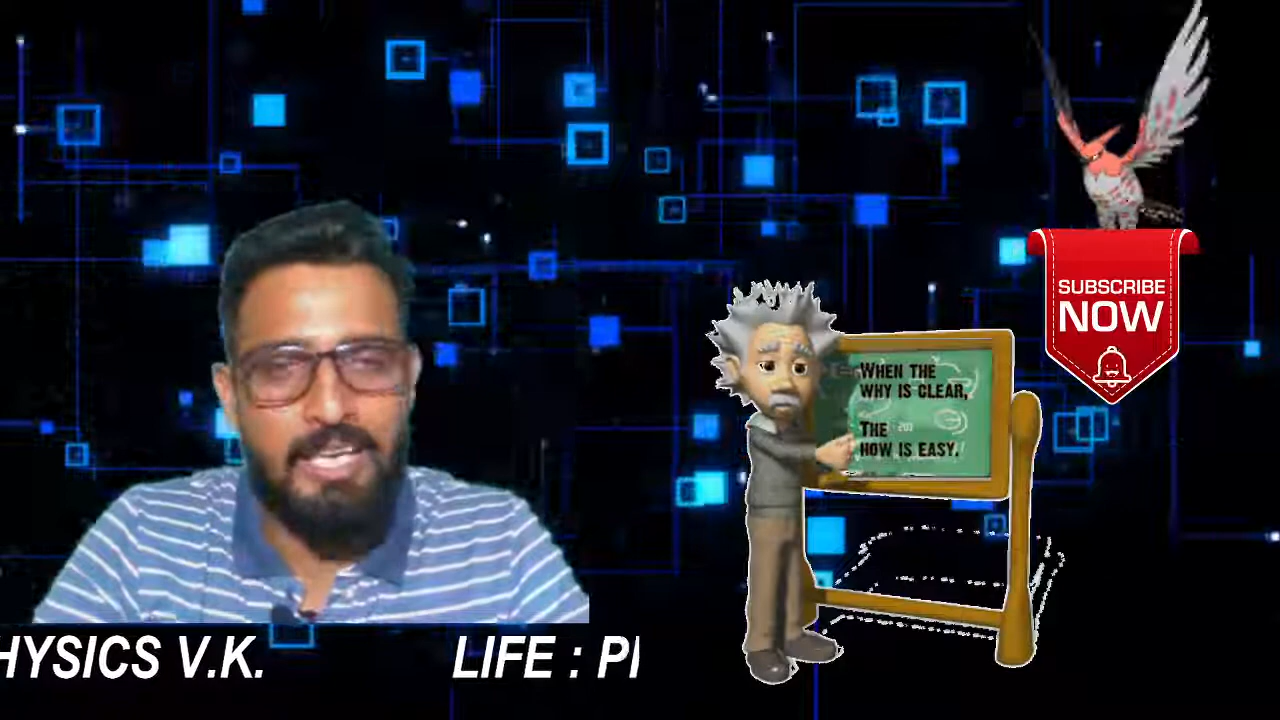 SUBSCRIBE
NOW
WHEN THE
WHY IS CLEAR,
THE
HOW IS EASY.
HYSICS V.K.
LIFE : PI